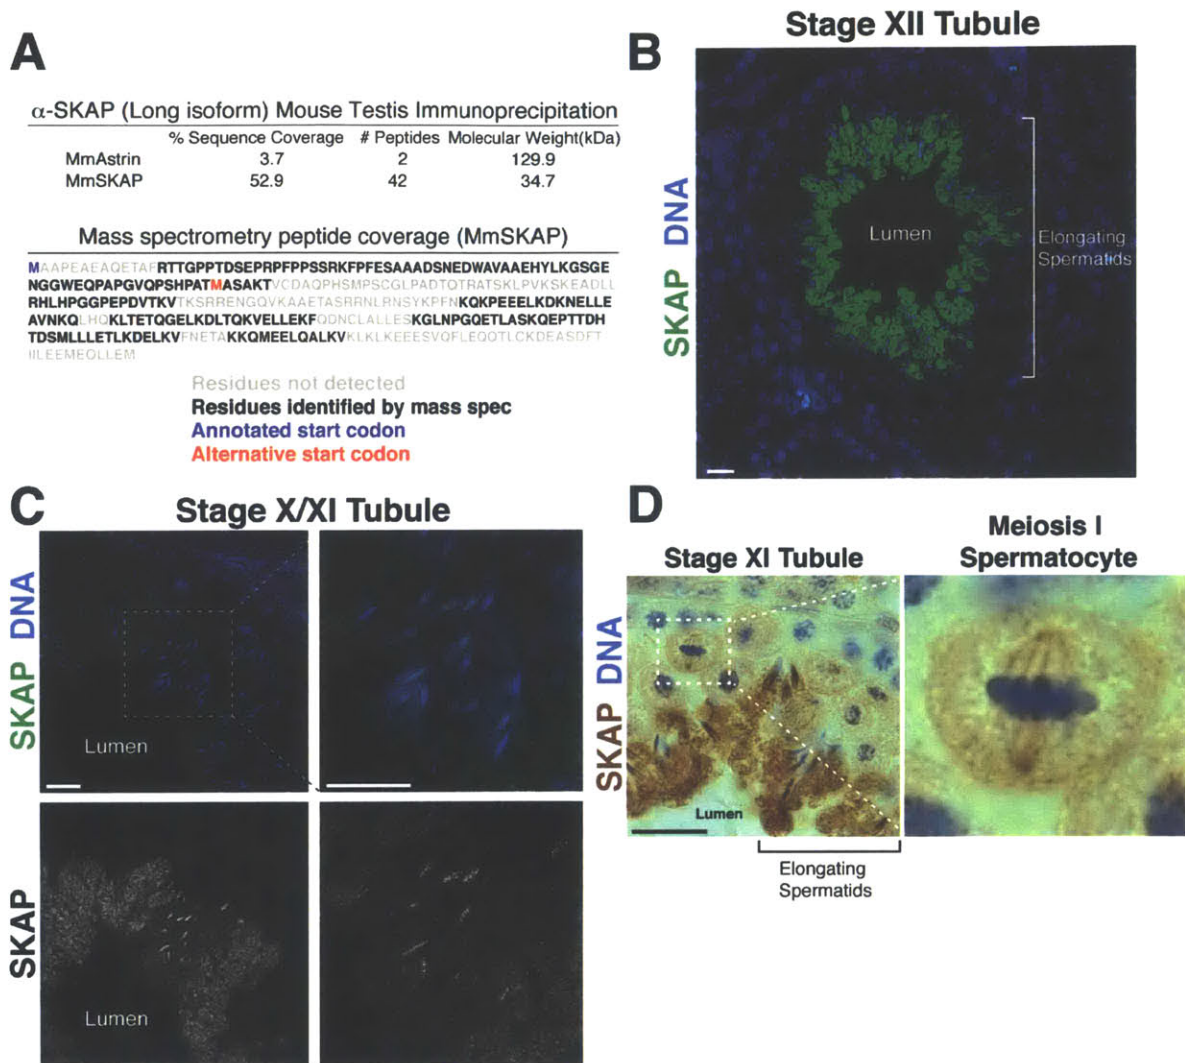 A
α-SKAP (Long isoform) Mouse Testis Immunoprecipitation
% Sequence Coverage # Peptides Molecular Weight(kDa)
MmAstrin 3.7 2 129.9
MmSKAP 52.9 42 34.7
Mass spectrometry peptide coverage (MmSKAP)
MAAPEAEAQETAFRTTGPPTDSEPRPFPPSSRKFPFESAAADSNEDWAVAAEHYLKGSGE
NGGWEQPAPGVQPSHPATMASAKTVCDAQPHSMPSCGLPADTQTRATSKLPVKSKEADLL
RHLHPGGPEPDVTKVTKSRRENGQVKAAETASRRNLRNSYKPFNKQKPEEELKDKNELLE
AVNKQLHQKLTETQGELKDLTQKVELLEKFQDNCLALLESKGLNPGQETLASKQEPTTDH
TDSMLLLETLKDELKVFNETAKKQMEELQALKVKLKLKEEESVQFLEQQTLCKDEASDFT
IILEEMEQLLEM
Residues not detected
Residues identified by mass spec
Annotated start codon
Alternative start codon
B
Stage XII Tubule
SKAP DNA
Lumen
Elongating
Spermatids
C
Stage X/XI Tubule
SKAP DNA
Lumen
SKAP
Lumen
D
Stage XI Tubule
Meiosis I
Spermatocyte
SKAP DNA
Lumen
Elongating
Spermatids